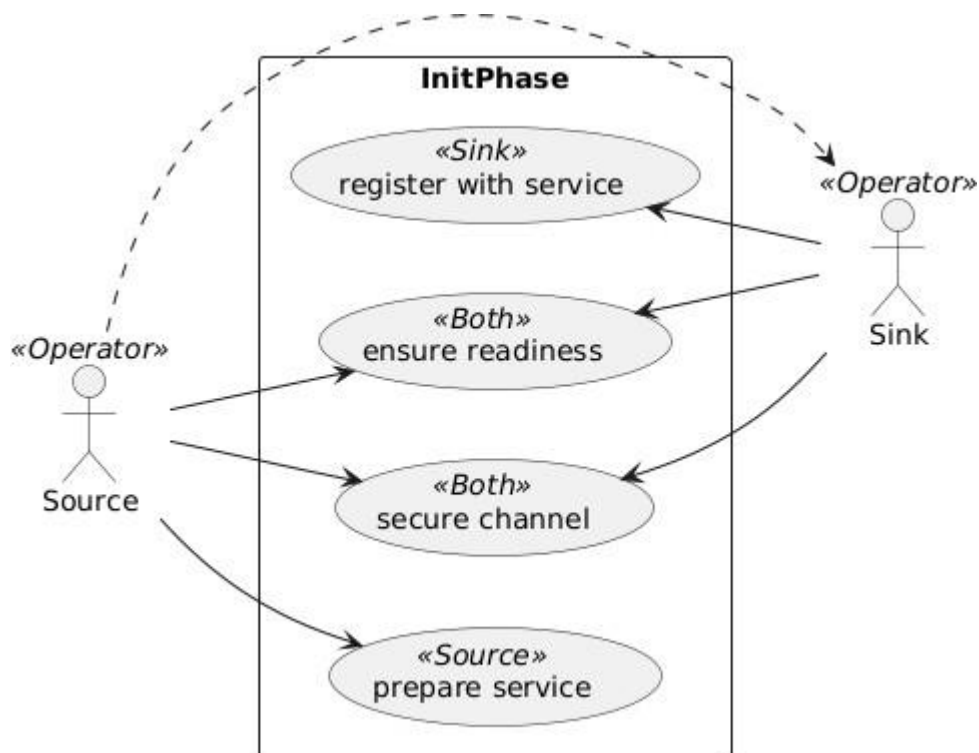 InitPhase
«Sink»
register with service
«Operator»
Sink
«Both»
ensure readiness
«Operator»
Source
«Both»
secure channel
«Source»
prepare service